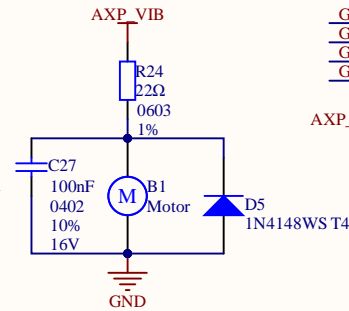 AXP_VIB
R24
22Ω
0603
1%
C27
100nF
0402
10%
16V
M
B1
Motor
D5
1N4148WS T4
GND
G
G
G
G
AXP_